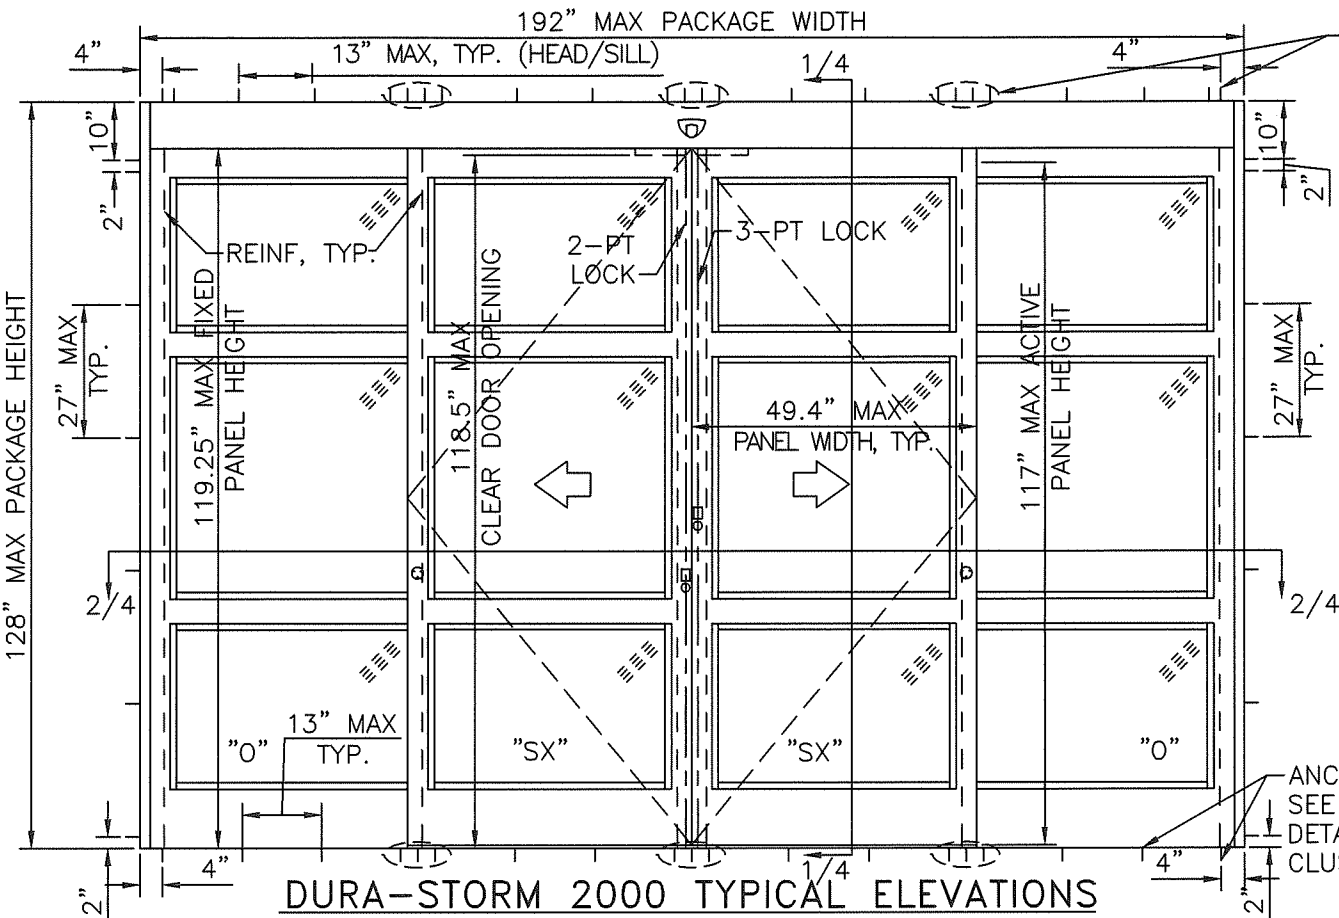 192” MAX PACKAGE WIDTH
4”
13” MAX, TYP. (HEAD/SILL)
1/4
4”
10”
10”
2”
2”
REINF, TYP.
2-PT
LOCK
3-PT LOCK
128” MAX PACKAGE HEIGHT
27” MAX
TYP.
119.25” MAX FIXED
PANEL HEIGHT
118.5” MAX
CLEAR DOOR OPENING
49.4” MAX
PANEL WIDTH, TYP.
117” MAX ACTIVE
PANEL HEIGHT
27” MAX
TYP.
2/4
2/4
13” MAX
TYP.
"O"
"SX"
"SX"
"O"
ANC
SEE
DETA
CLUS
2”
4”
1/4
4”
2”
DURA-STORM 2000 TYPICAL ELEVATIONS